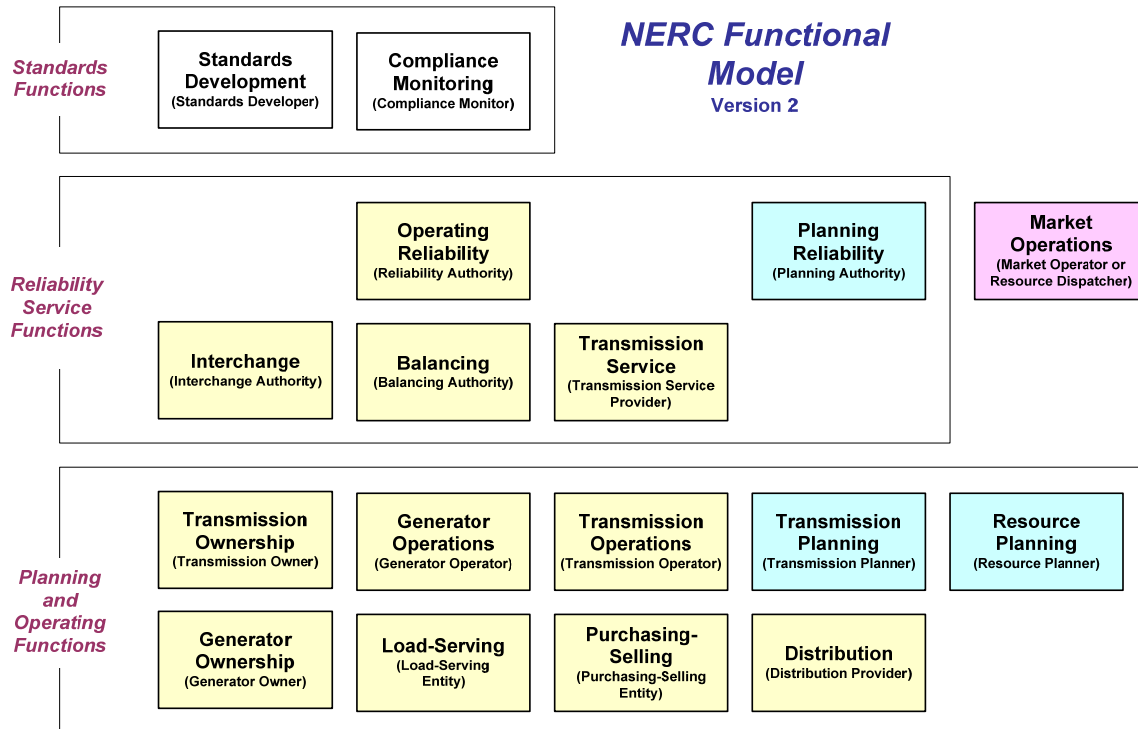 NERC Functional
Model
Version 2
Standards
Functions
Standards
Development
(Standards Developer)
Compliance
Monitoring
(Compliance Monitor)
Reliability
Service
Functions
Operating
Reliability
(Reliability Authority)
Planning
Reliability
(Planning Authority)
Market
Operations
(Market Operator or
Resource Dispatcher)
Interchange
(Interchange Authority)
Balancing
(Balancing Authority)
Transmission
Service
(Transmission Service
Provider)
Planning
and
Operating
Functions
Transmission
Ownership
(Transmission Owner)
Generator
Operations
(Generator Operator)
Transmission
Operations
(Transmission Operator)
Transmission
Planning
(Transmission Planner)
Resource
Planning
(Resource Planner)
Generator
Ownership
(Generator Owner)
Load-Serving
(Load-Serving
Entity)
Purchasing-
Selling
(Purchasing-Selling
Entity)
Distribution
(Distribution Provider)